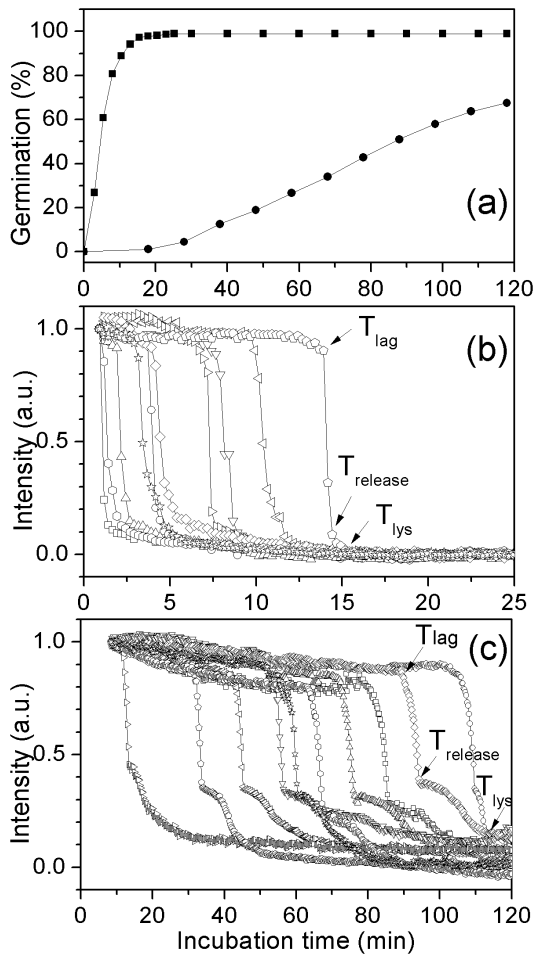 100
80
60
40
20
0
Germination (%)
(a)
0 20 40 60 80 100 120
1.0
0.5
0.0
Intensity (a.u.)
(b)
Tlag
Trelease
Tlys
0 5 10 15 20 25
1.0
0.5
0.0
Intensity (a.u.)
(c)
Tlag
Trelease
Tlys
0 20 40 60 80 100 120
Incubation time (min)